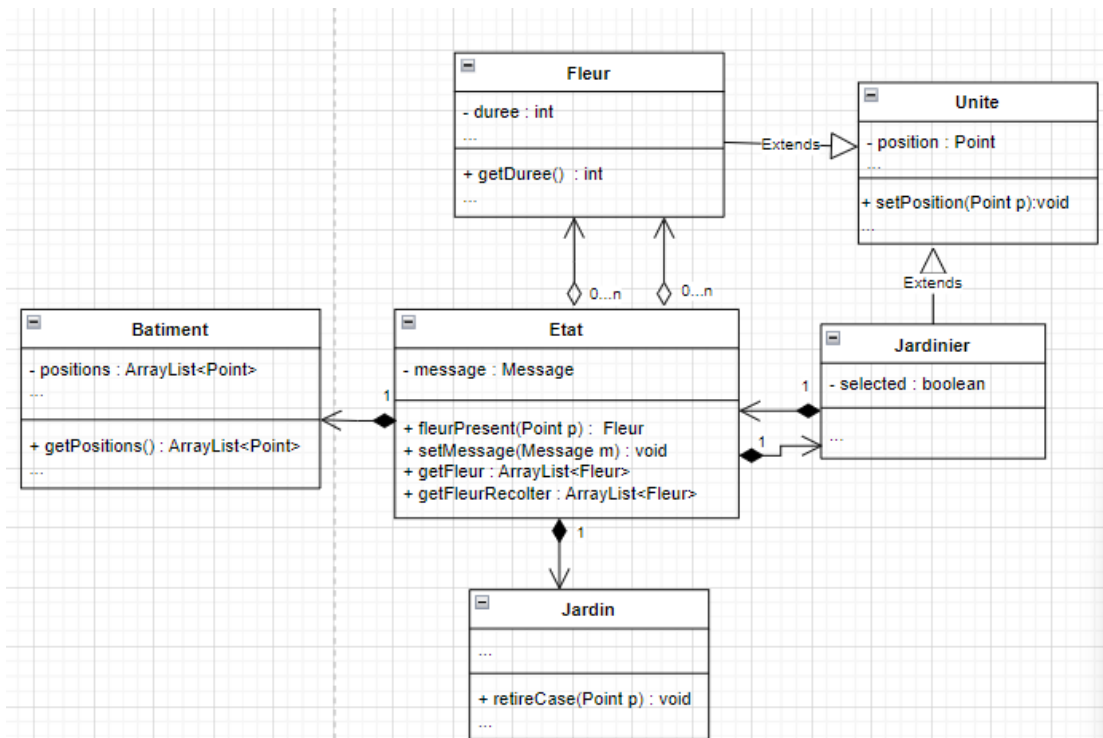 Fleur
- duree : int
...
+ getDuree() : int
...
Extends
Unite
- position : Point
...
+ setPosition(Point p):void
...
Extends
0...n
0...n
Batiment
- positions : ArrayList<Point>
...
+ getPositions() : ArrayList<Point>
...
1
Etat
- message : Message
+ fleurPresent(Point p) : Fleur
+ setMessage(Message m) : void
+ getFleur : ArrayList<Fleur>
+ getFleurRecolter : ArrayList<Fleur>
1
1
Jardinier
- selected : boolean
...
1
Jardin
...
+ retireCase(Point p) : void
...